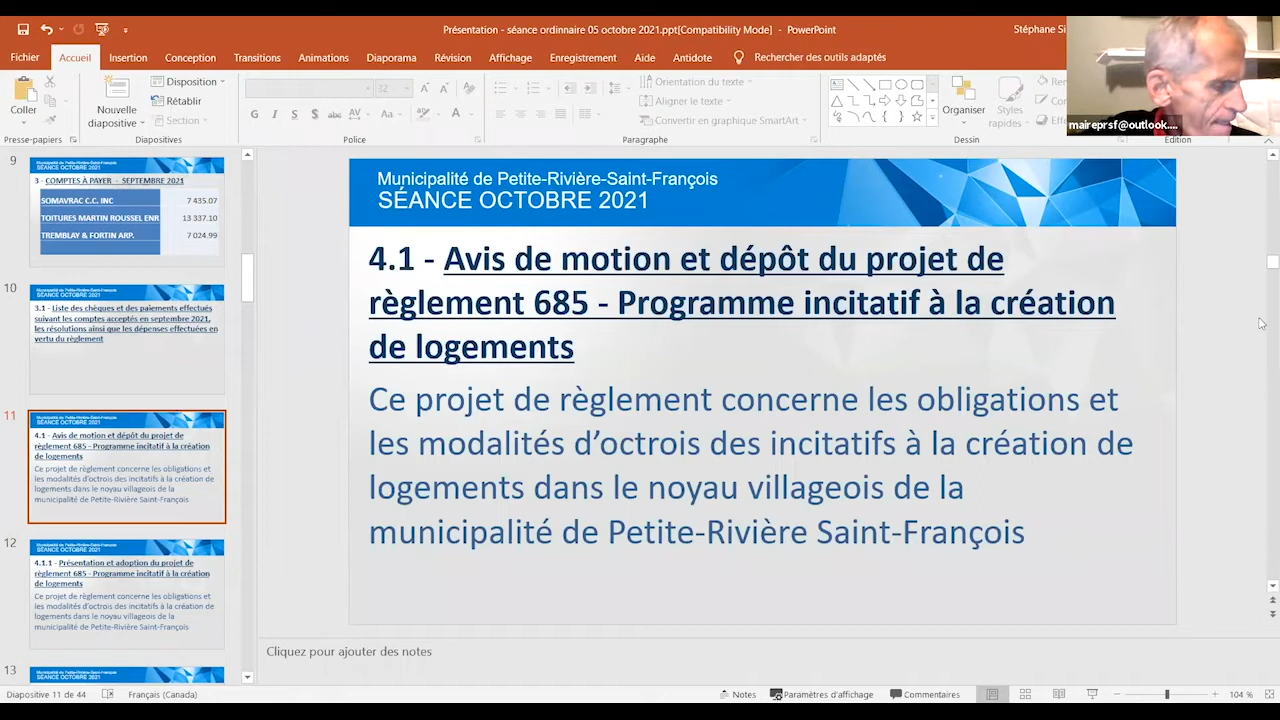 Présentation - séance ordinnaire 05 octobre 2021.ppt[Compatibility Mode] - PowerPoint
Stéphane Si
Fichier
Accueil
Insertion
Conception
Transitions
Animations
Diaporama
Révision
Affichage
Enregistrement
Aide
Antidote
Rechercher des outils adaptés
Coller
Nouvelle
diapositive
Disposition
Rétablir
Section
32
G I S S abc AV Aa A
Orientation du texte
Aligner le texte
Convertir en graphique SmartArt
Organiser
Styles
rapides
maireprsf@outlook....
Presse-papiers
Diapositives
Police
Paragraphe
Dessin
Édition
9
Municipalité de Petite-Rivière-Saint-François
SÉANCE OCTOBRE 2021
3 - COMPTES À PAYER - SEPTEMBRE 2021
SOMAVRAC C.C. INC 7 435.07
TOITURES MARTIN ROUSSEL ENR 13 337.10
TREMBLAY & FORTIN ARP. 7 024.99
10
Municipalité de Petite-Rivière-Saint-François
SÉANCE OCTOBRE 2021
3.1 - Liste des chèques et des paiements effectués
suivant les comptes acceptés en septembre 2021,
les résolutions ainsi que les dépenses effectuées en
vertu du règlement
11
Municipalité de Petite-Rivière-Saint-François
SÉANCE OCTOBRE 2021
4.1 - Avis de motion et dépôt du projet de
règlement 685 - Programme incitatif à la création
de logements
Ce projet de règlement concerne les obligations et
les modalités d'octrois des incitatifs à la création de
logements dans le noyau villageois de la
municipalité de Petite-Rivière Saint-François
12
Municipalité de Petite-Rivière-Saint-François
SÉANCE OCTOBRE 2021
4.1.1 - Présentation et adoption du projet de
règlement 685 - Programme incitatif à la création
de logements
Ce projet de règlement concerne les obligations et
les modalités d'octrois des incitatifs à la création de
logements dans le noyau villageois de la
municipalité de Petite-Rivière Saint-François
13
Municipalité de Petite-Rivière-Saint-François
SÉANCE OCTOBRE 2021
Municipalité de Petite-Rivière-Saint-François
SÉANCE OCTOBRE 2021
4.1 - Avis de motion et dépôt du projet de
règlement 685 - Programme incitatif à la création
de logements
Ce projet de règlement concerne les obligations et
les modalités d'octrois des incitatifs à la création de
logements dans le noyau villageois de la
municipalité de Petite-Rivière Saint-François
Cliquez pour ajouter des notes
Diapositive 11 de 44
Français (Canada)
Notes
Paramètres d'affichage
Commentaires
104 %